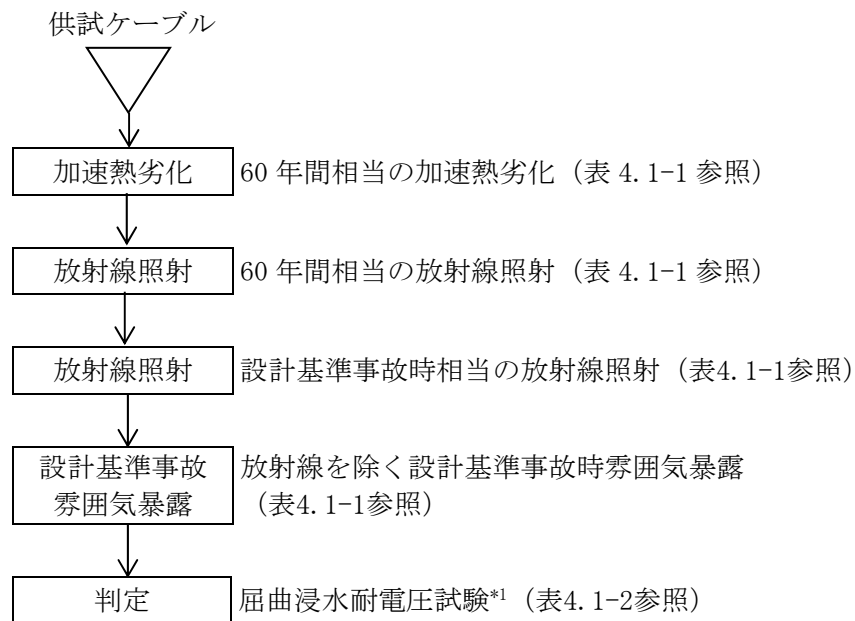 供試ケーブル
加速熱劣化 60 年間相当の加速熱劣化（表 4.1-1 参照）
放射線照射 60 年間相当の放射線照射（表 4.1-1 参照）
放射線照射 設計基準事故時相当の放射線照射（表4.1-1参照）
設計基準事故 放射線を除く設計基準事故時雰囲気暴露
雰囲気暴露 （表4.1-1参照）
判定 屈曲浸水耐電圧試験*1（表4.1-2参照）